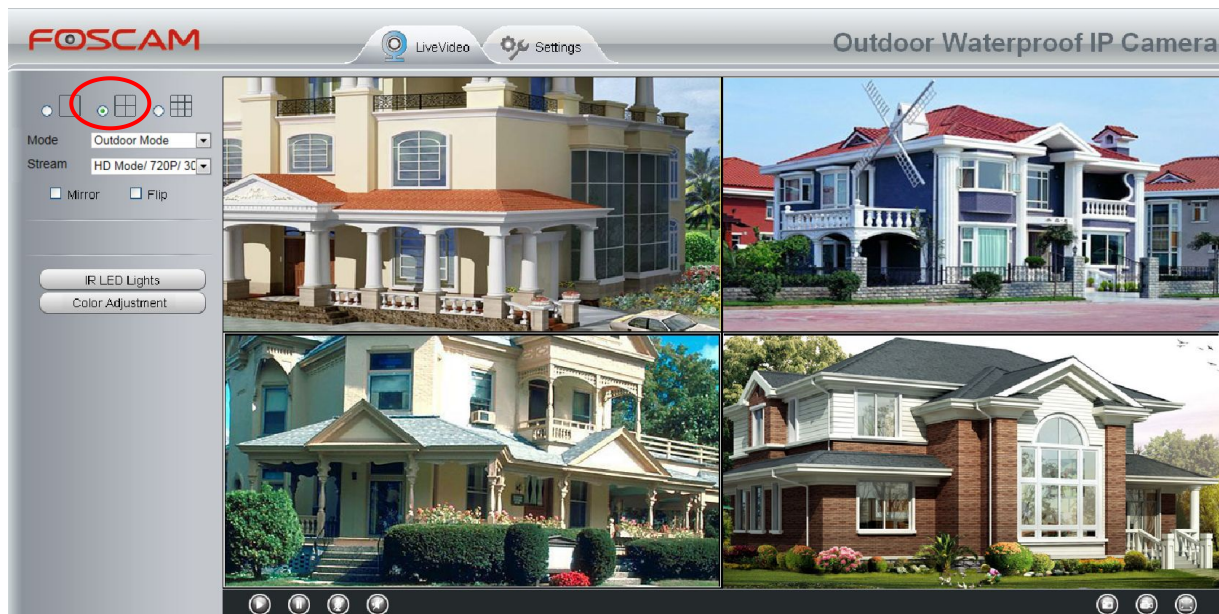 FOSCAM
LiveVideo
Settings
Outdoor Waterproof IP Camera
Mode
Outdoor Mode
Stream
HD Mode/ 720P/ 30
Mirror
Flip
IR LED Lights
Color Adjustment